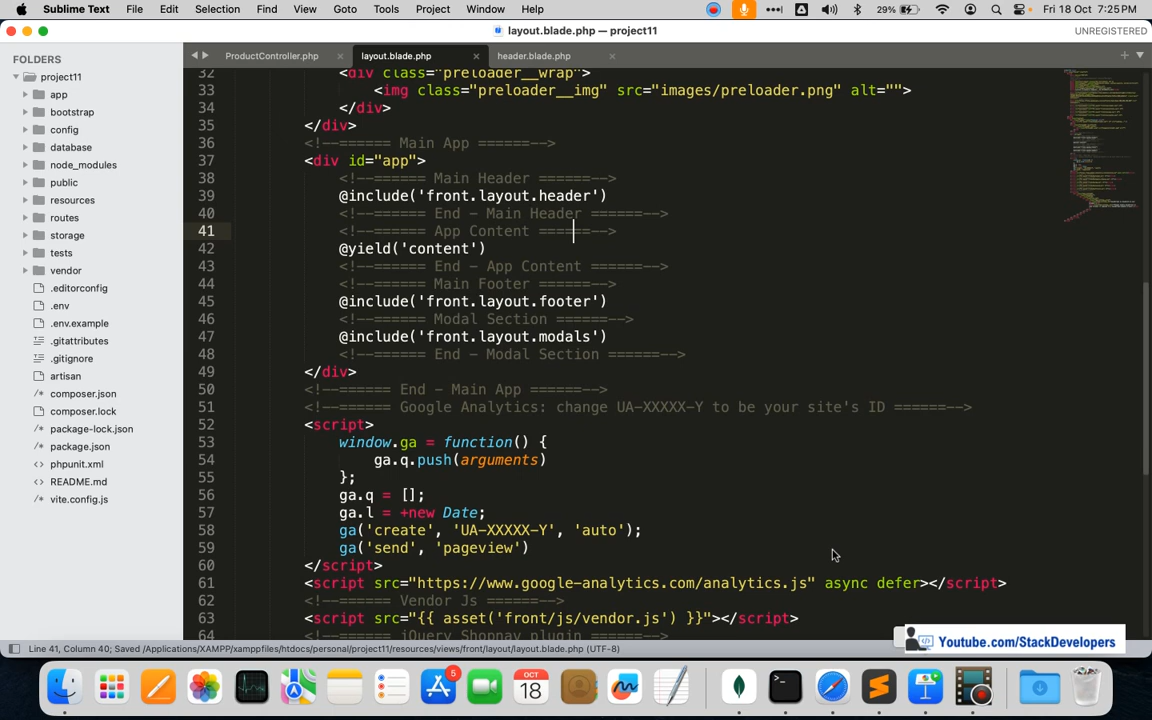 Sublime Text File Edit Selection Find View Goto Tools Project Window Help 29% Fri 18 Oct 7:25 PM
layout.blade.php — project11 UNREGISTERED
FOLDERS
project11
app
bootstrap
config
database
node_modules
public
resources
routes
storage
tests
vendor
.editorconfig
.env
.env.example
.gitattributes
.gitignore
artisan
/* composer.json
composer.lock
/* package-lock.json
/* package.json
<> phpunit.xml
<> README.md
/* vite.config.js
ProductController.php × layout.blade.php × header.blade.php ×
32 <div class="preloader__wrap">
33 <img class="preloader__img" src="images/preloader.png" alt="">
34 </div>
35 </div>
36 <!--====== Main App ======-->
37 <div id="app">
38 <!--====== Main Header ======-->
39 @include('front.layout.header')
40 <!--====== End - Main Header ======-->
41 <!--====== App Content ======-->
42 @yield('content')
43 <!--====== End - App Content ======-->
44 <!--====== Main Footer ======-->
45 @include('front.layout.footer')
46 <!--====== Modal Section ======-->
47 @include('front.layout.modals')
48 <!--====== End - Modal Section ======-->
49 </div>
50 <!--====== End - Main App ======-->
51 <!--====== Google Analytics: change UA-XXXXX-Y to be your site's ID ======-->
52 <script>
53 window.ga = function() {
54 ga.q.push(arguments)
55 };
56 ga.q = [];
57 ga.l = +new Date;
58 ga('create', 'UA-XXXXX-Y', 'auto');
59 ga('send', 'pageview')
60 </script>
61 <script src="https://www.google-analytics.com/analytics.js" async defer></script>
62 <!--====== Vendor Js ======-->
63 <script src="{{ asset('front/js/vendor.js') }}"></script>
64 <!--====== jQuery Shopnav plugin ======-->
Youtube.com/StackDevelopers
Line 41, Column 40; Saved /Applications/XAMPP/xamppfiles/htdocs/personal/project11/resources/views/front/layout/layout.blade.php (UTF-8)
5
OCT
18